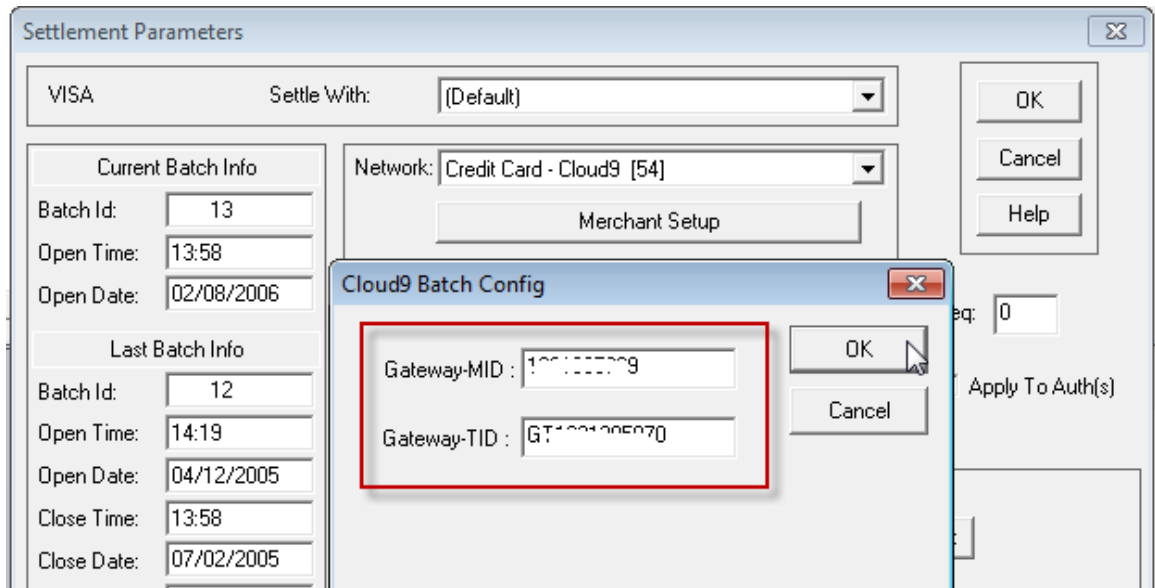 Settlement Parameters
VISA Settle With: (Default)
OK
Cancel
Help
Current Batch Info
Batch Id: 13
Open Time: 13:58
Open Date: 02/08/2006
Last Batch Info
Batch Id: 12
Open Time: 14:19
Open Date: 04/12/2005
Close Time: 13:58
Close Date: 07/02/2005
Network: Credit Card - Cloud9 [54]
Merchant Setup
Cloud9 Batch Config
Gateway-MID :
Gateway-TID :
OK
Cancel
eq: 0
Apply To Auth(s)